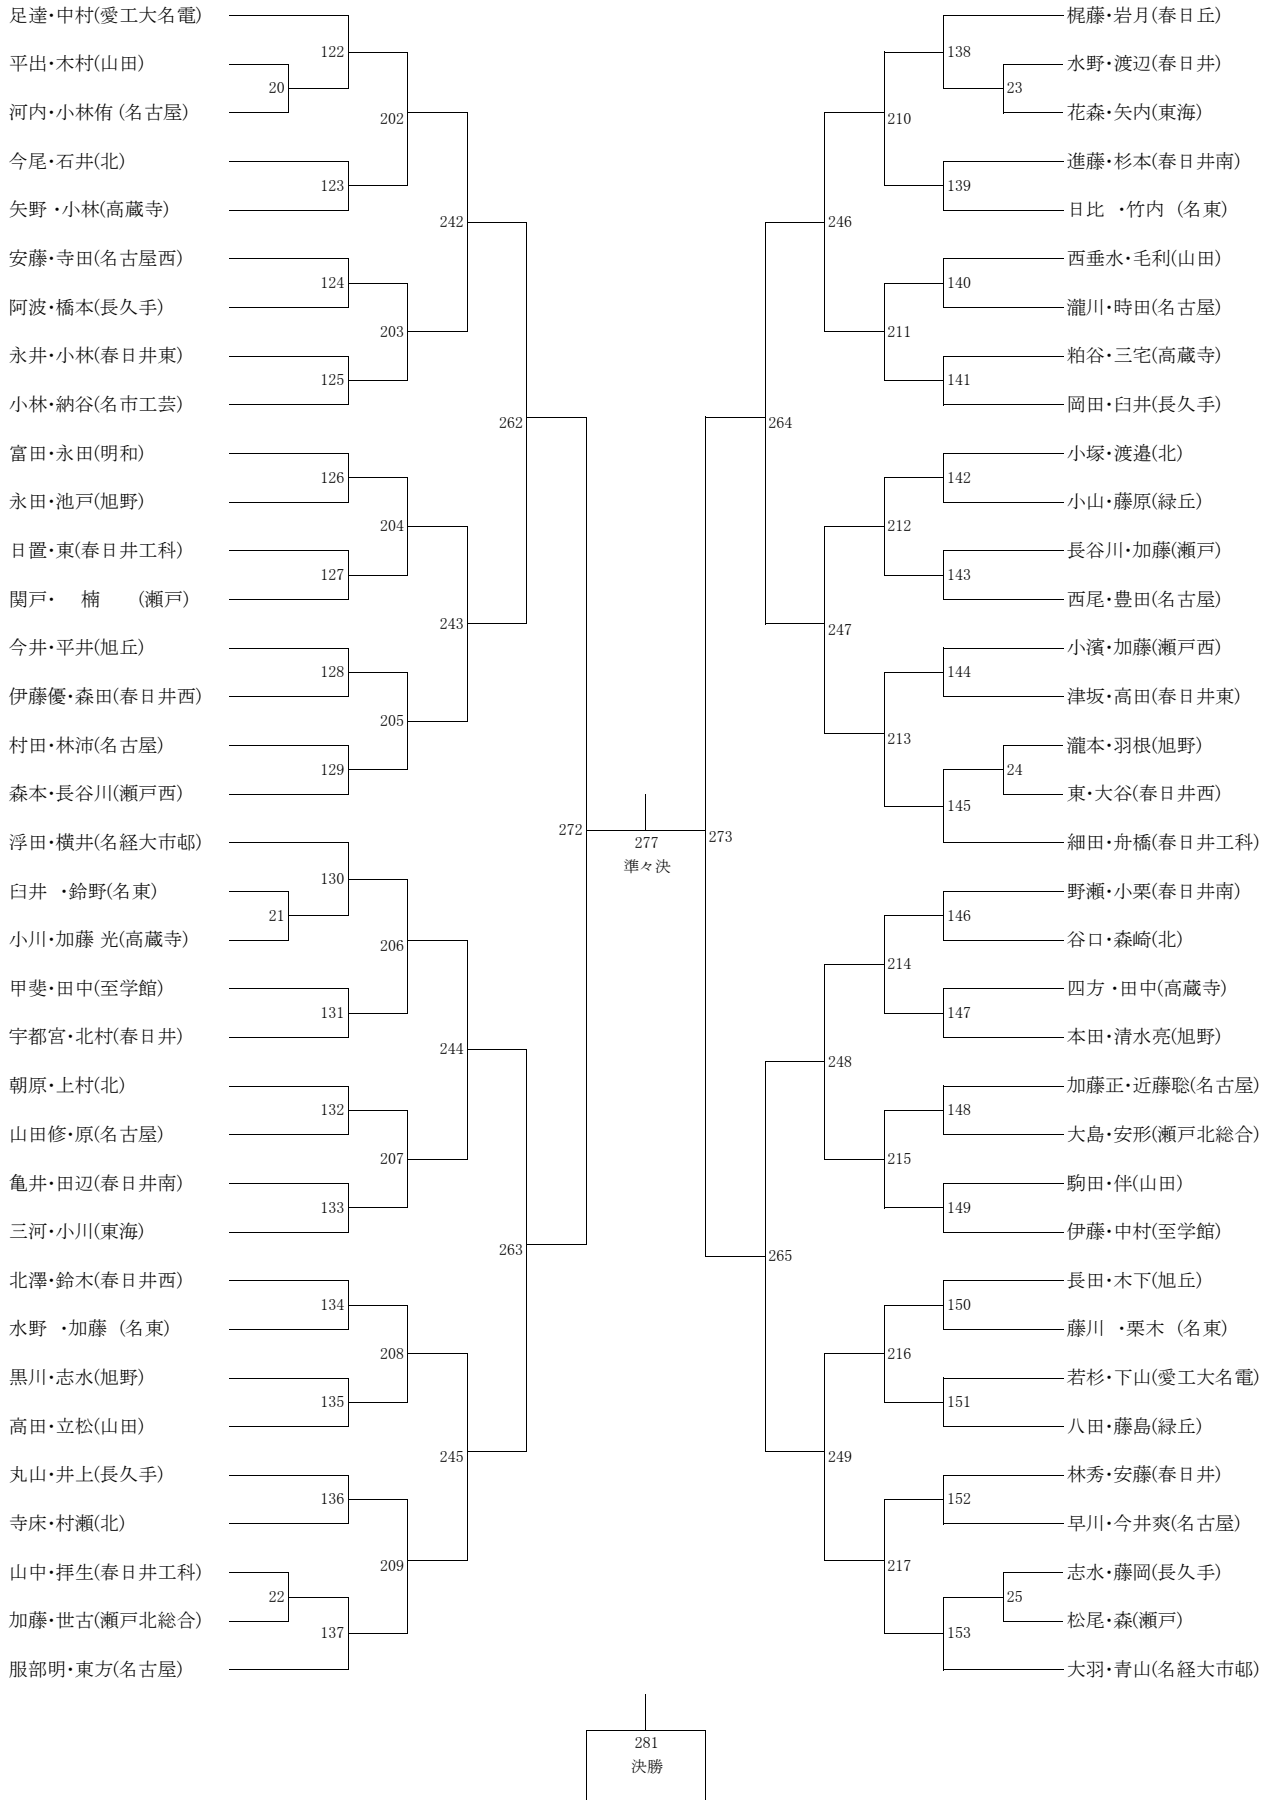 足達・中村(愛工大名電)
平出・木村(山田)
河内・小林侑 (名古屋)
今尾・石井(北)
矢野 ・小林(高蔵寺)
安藤・寺田(名古屋西)
阿波・橋本(長久手)
永井・小林(春日井東)
小林・納谷(名市工芸)
富田・永田(明和)
永田・池戸(旭野)
日置・東(春日井工科)
関戸・ 楠 (瀬戸)
今井・平井(旭丘)
伊藤優・森田(春日井西)
村田・林沛(名古屋)
森本・長谷川(瀬戸西)
浮田・横井(名経大市邨)
臼井 ・鈴野(名東)
小川・加藤 光(高蔵寺)
甲斐・田中(至学館)
宇都宮・北村(春日井)
朝原・上村(北)
山田修・原(名古屋)
亀井・田辺(春日井南)
三河・小川(東海)
北澤・鈴木(春日井西)
水野 ・加藤 (名東)
黒川・志水(旭野)
高田・立松(山田)
丸山・井上(長久手)
寺床・村瀬(北)
山中・拝生(春日井工科)
加藤・世古(瀬戸北総合)
服部明・東方(名古屋)
20
21
22
122
123
124
125
126
127
128
129
130
131
132
133
134
135
136
137
202
203
204
205
206
207
208
209
242
243
244
245
262
263
272
277
準々決
273
264
265
246
247
248
249
210
211
212
213
214
215
216
217
138
139
140
141
142
143
144
145
146
147
148
149
150
151
152
153
23
24
25
梶藤・岩月(春日丘)
水野・渡辺(春日井)
花森・矢内(東海)
進藤・杉本(春日井南)
日比 ・竹内 (名東)
西垂水・毛利(山田)
瀧川・時田(名古屋)
粕谷・三宅(高蔵寺)
岡田・臼井(長久手)
小塚・渡邉(北)
小山・藤原(緑丘)
長谷川・加藤(瀬戸)
西尾・豊田(名古屋)
小濱・加藤(瀬戸西)
津坂・高田(春日井東)
瀧本・羽根(旭野)
東・大谷(春日井西)
細田・舟橋(春日井工科)
野瀬・小栗(春日井南)
谷口・森崎(北)
四方 ・田中(高蔵寺)
本田・清水亮(旭野)
加藤正・近藤聡(名古屋)
大島・安形(瀬戸北総合)
駒田・伴(山田)
伊藤・中村(至学館)
長田・木下(旭丘)
藤川 ・栗木 (名東)
若杉・下山(愛工大名電)
八田・藤島(緑丘)
林秀・安藤(春日井)
早川・今井爽(名古屋)
志水・藤岡(長久手)
松尾・森(瀬戸)
大羽・青山(名経大市邨)
281
決勝